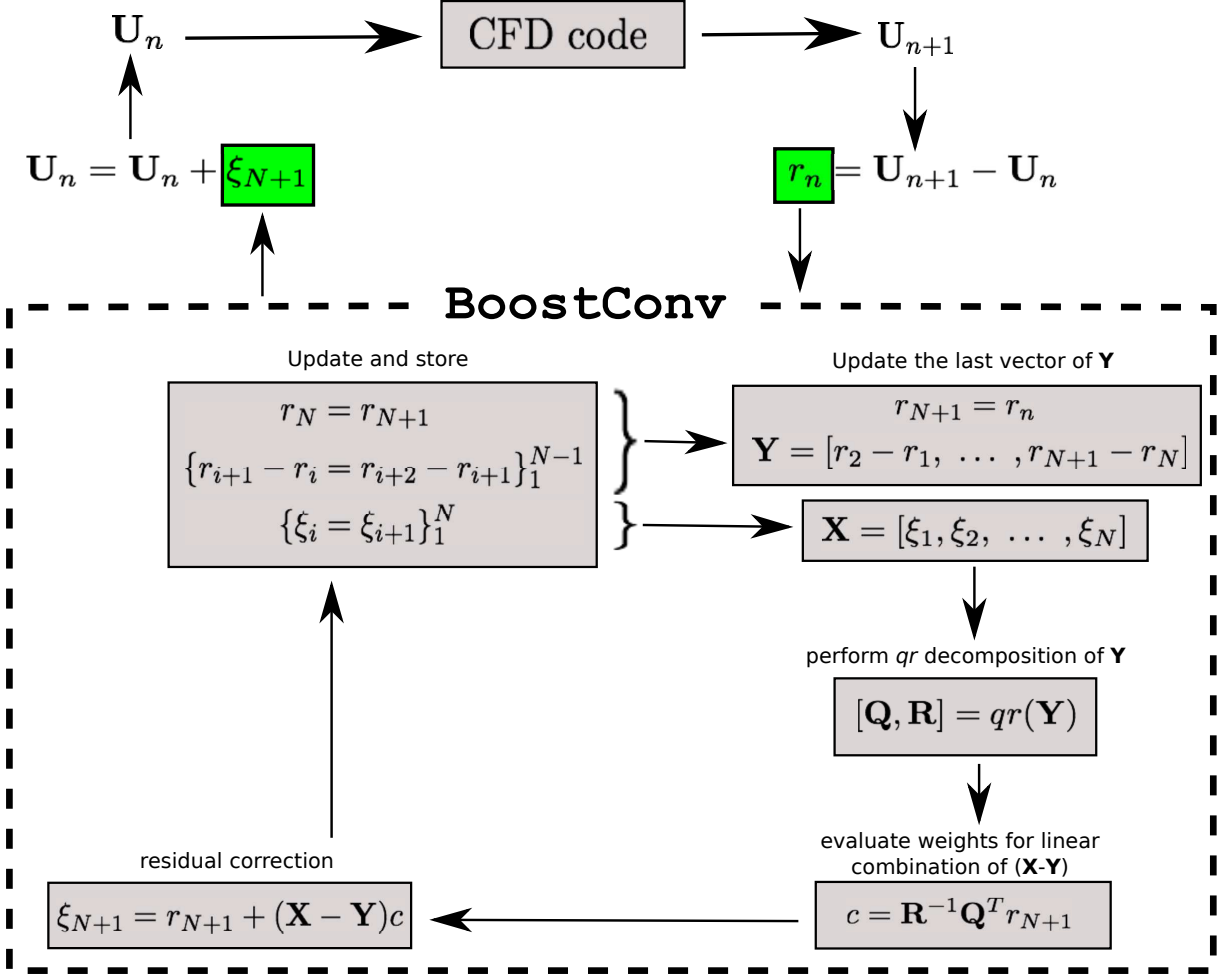 U_n
CFD code
U_{n+1}
U_n = U_n + ξ_{N+1}
r_n = U_{n+1} − U_n
BoostConv
Update and store
r_N = r_{N+1}
{r_{i+1} − r_i = r_{i+2} − r_{i+1}}_1^{N−1}
{ξ_i = ξ_{i+1}}_1^N
Update the last vector of Y
r_{N+1} = r_n
Y = [r_2 − r_1, … , r_{N+1} − r_N]
X = [ξ_1, ξ_2, … , ξ_N]
perform qr decomposition of Y
[Q, R] = qr(Y)
evaluate weights for linear
combination of (X-Y)
c = R^{−1}Q^T r_{N+1}
residual correction
ξ_{N+1} = r_{N+1} + (X − Y)c